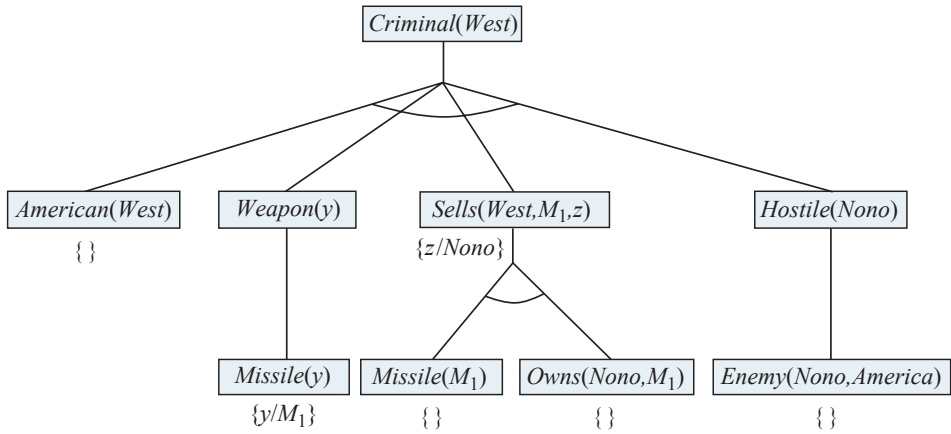 Criminal(West)
American(West) Weapon(y) Sells(West,M₁,z) Hostile(Nono)
{ } {z/Nono}
Missile(y) Missile(M₁) Owns(Nono,M₁) Enemy(Nono,America)
{y/M₁} { } { } { }